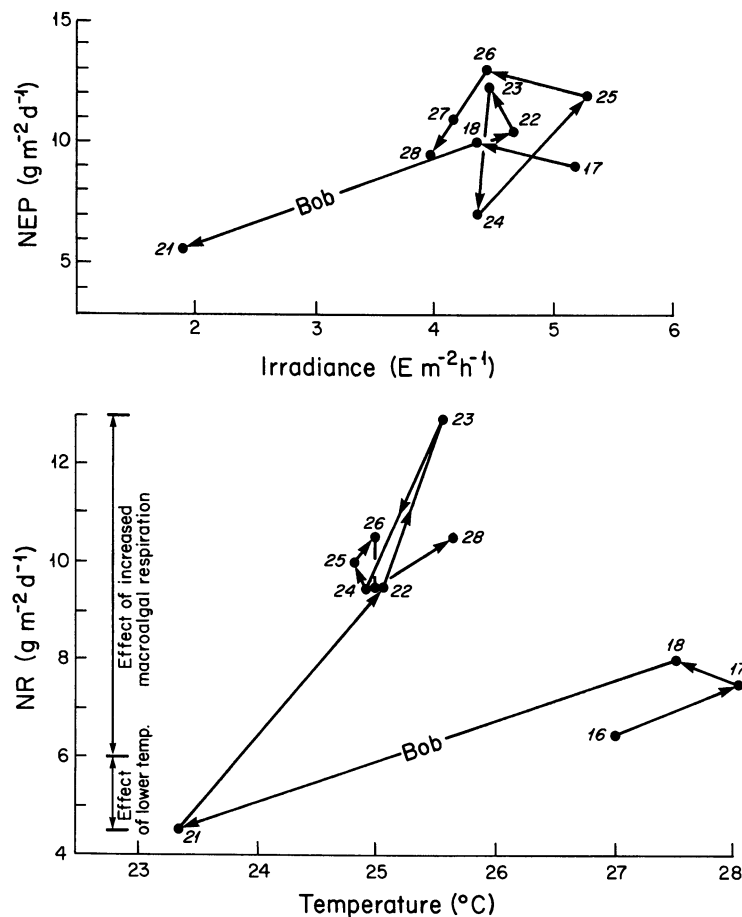 15
10
5
NEP (g m⁻² d⁻¹)
26
23
25
27
18
22
28
17
Bob
24
21
2 3 4 5 6
Irradiance (E m⁻² h⁻¹)
12
10
8
6
4
NR (g m⁻² d⁻¹)
Effect of increased
macroalgal respiration
Effect
of lower temp.
23
26
28
25
24
22
18
17
16
Bob
21
23 24 25 26 27 28
Temperature (°C)